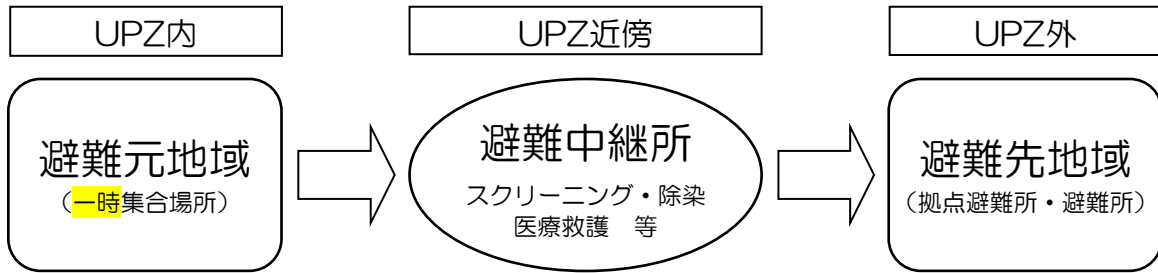 UPZ内
UPZ近傍
UPZ外
避難元地域
（一時集合場所）
避難中継所
スクリーニング・除染
医療救護　等
避難先地域
（拠点避難所・避難所）